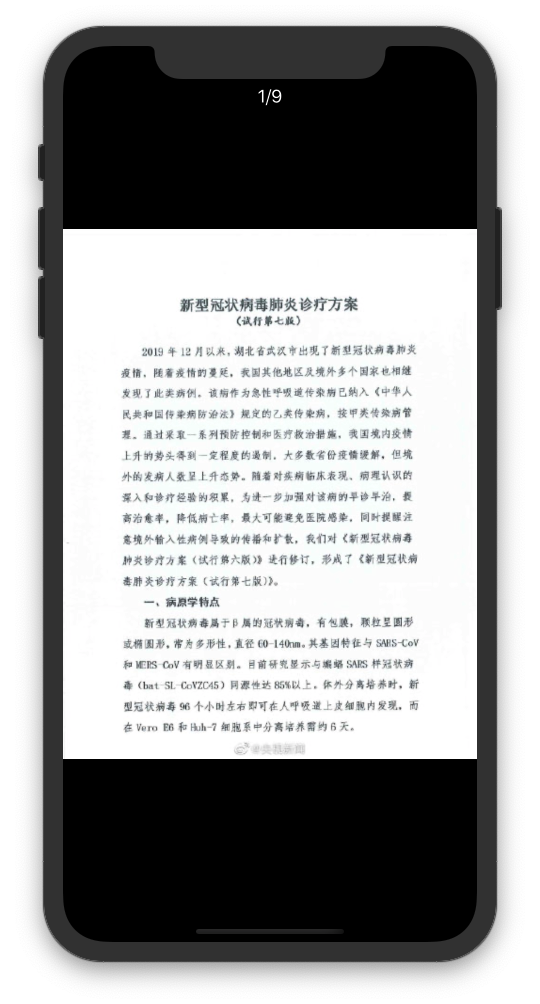 1/9
新型冠状病毒肺炎诊疗方案
（试行第七版）
2019 年 12 月以来，湖北省武汉市出现了新型冠状病毒肺炎
疫情，随着疫情的蔓延，我国其他地区及境外多个国家也相继
发现了此类病例。该病作为急性呼吸道传染病已纳入《中华人
民共和国传染病防治法》规定的乙类传染病，按甲类传染病管
理。通过采取一系列预防控制和医疗救治措施，我国境内疫情
上升的势头得到一定程度的遏制，大多数省份疫情缓解，但境
外的发病人数呈上升态势。随着对疾病临床表现、病理认识的
深入和诊疗经验的积累，为进一步加强对该病的早诊早治，提
高治愈率，降低病亡率，最大可能避免医院感染，同时提醒注
意境外输入性病例导致的传播和扩散，我们对《新型冠状病毒
肺炎诊疗方案（试行第六版）》进行修订，形成了《新型冠状病
毒肺炎诊疗方案（试行第七版）》。
一、病原学特点
新型冠状病毒属于 β 属的冠状病毒，有包膜，颗粒呈圆形
或椭圆形，常为多形性，直径 60-140nm。其基因特征与 SARS-CoV
和 MERS-CoV 有明显区别。目前研究显示与蝙蝠 SARS 样冠状病
毒（bat-SL-CoVZC45）同源性达 85%以上。体外分离培养时，新
型冠状病毒 96 个小时左右即可在人呼吸道上皮细胞内发现，而
在 Vero E6 和 Huh-7 细胞系中分离培养需约 6 天。
@央视新闻